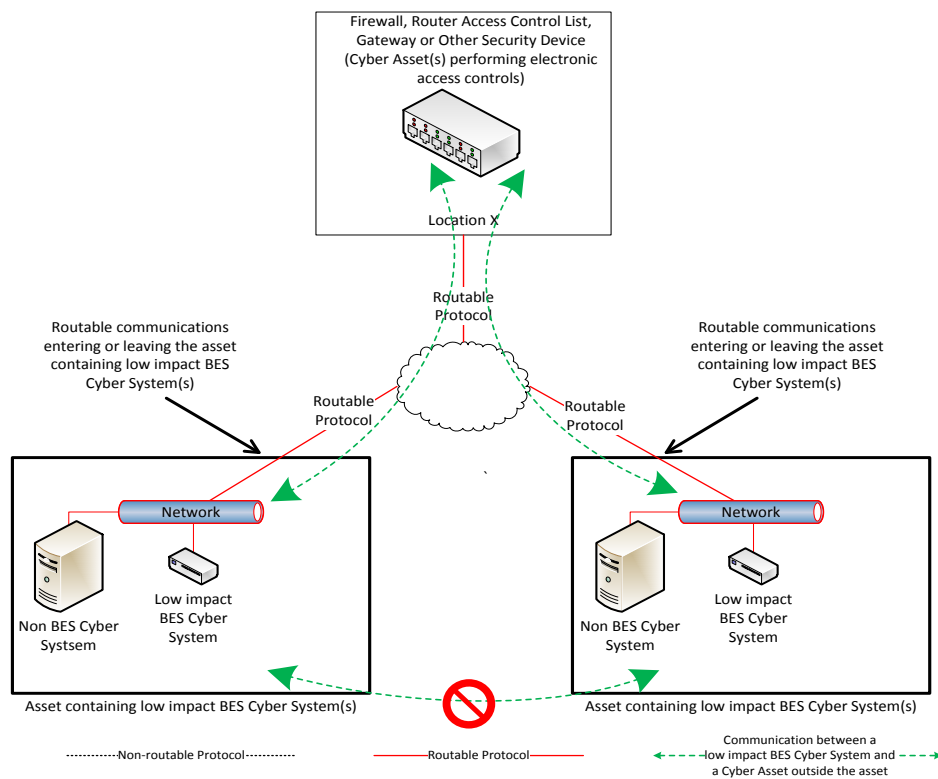 Firewall, Router Access Control List,
Gateway or Other Security Device
(Cyber Asset(s) performing electronic
access controls)
Location X
Routable
Protocol
Routable communications
entering or leaving the asset
containing low impact BES
Cyber System(s)
Routable communications
entering or leaving the asset
containing low impact BES
Cyber System(s)
Routable
Protocol
Routable
Protocol
Network
Non BES Cyber
Systsem
Low impact
BES Cyber
System
Network
Non BES Cyber
System
Low impact
BES Cyber
System
Asset containing low impact BES Cyber System(s)
Asset containing low impact BES Cyber System(s)
Non-routable Protocol
Routable Protocol
Communication between a
low impact BES Cyber System and
a Cyber Asset outside the asset